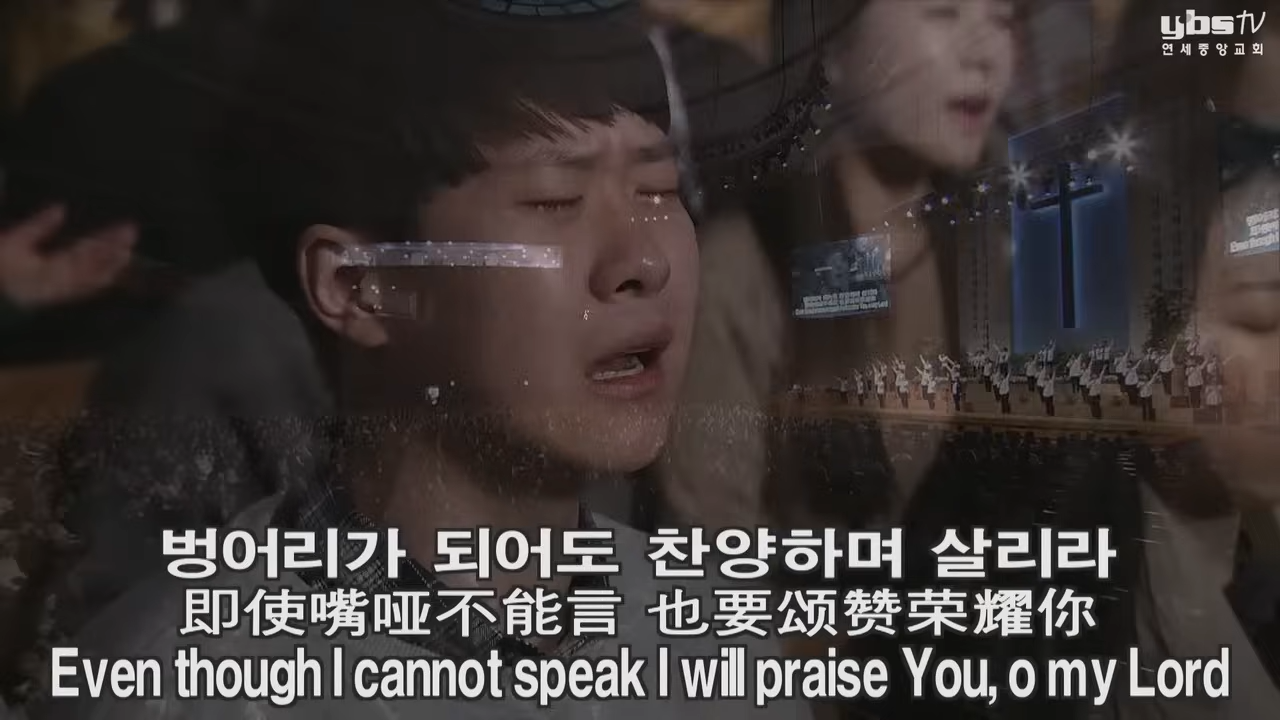 ybstv
연세중앙교회
벙어리가 되어도 찬양하며 살리라
即使嘴哑不能言 也要颂赞荣耀你
Even though I cannot speak I will praise You, o my Lord